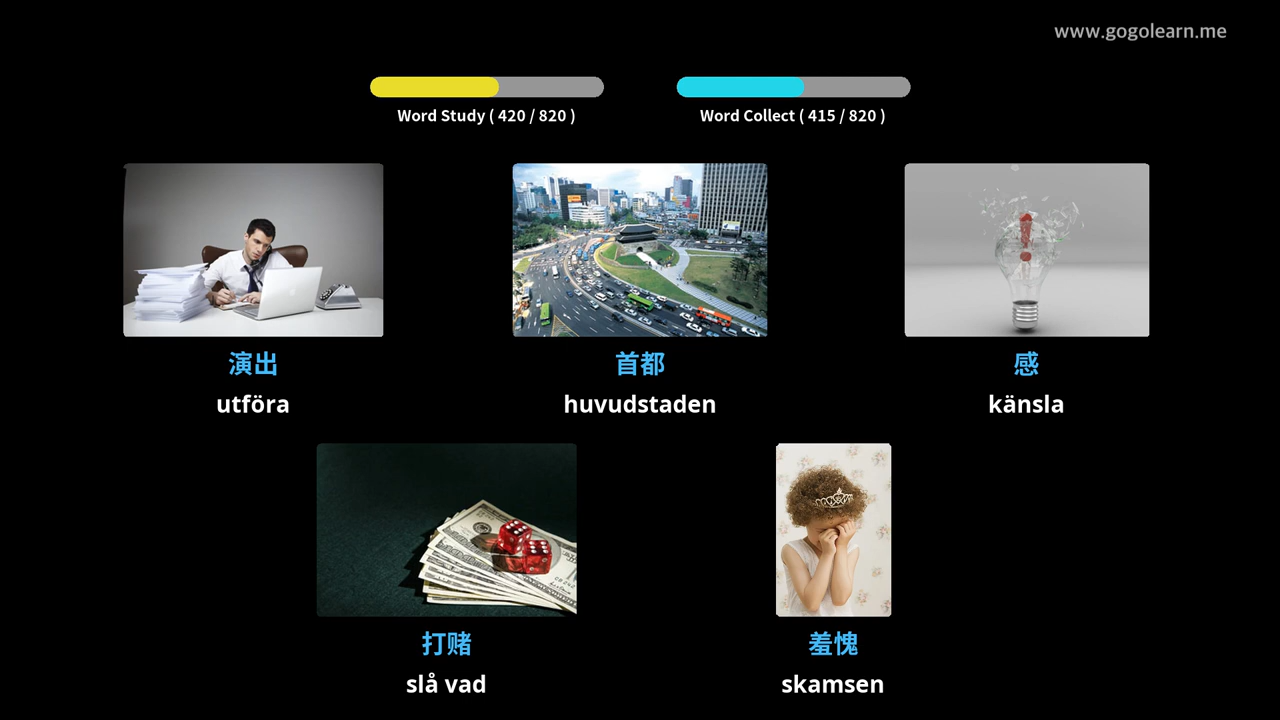 www.gogolearn.me
Word Study ( 420 / 820 )
Word Collect ( 415 / 820 )
演出
utföra
首都
huvudstaden
感
känsla
打赌
slå vad
羞愧
skamsen